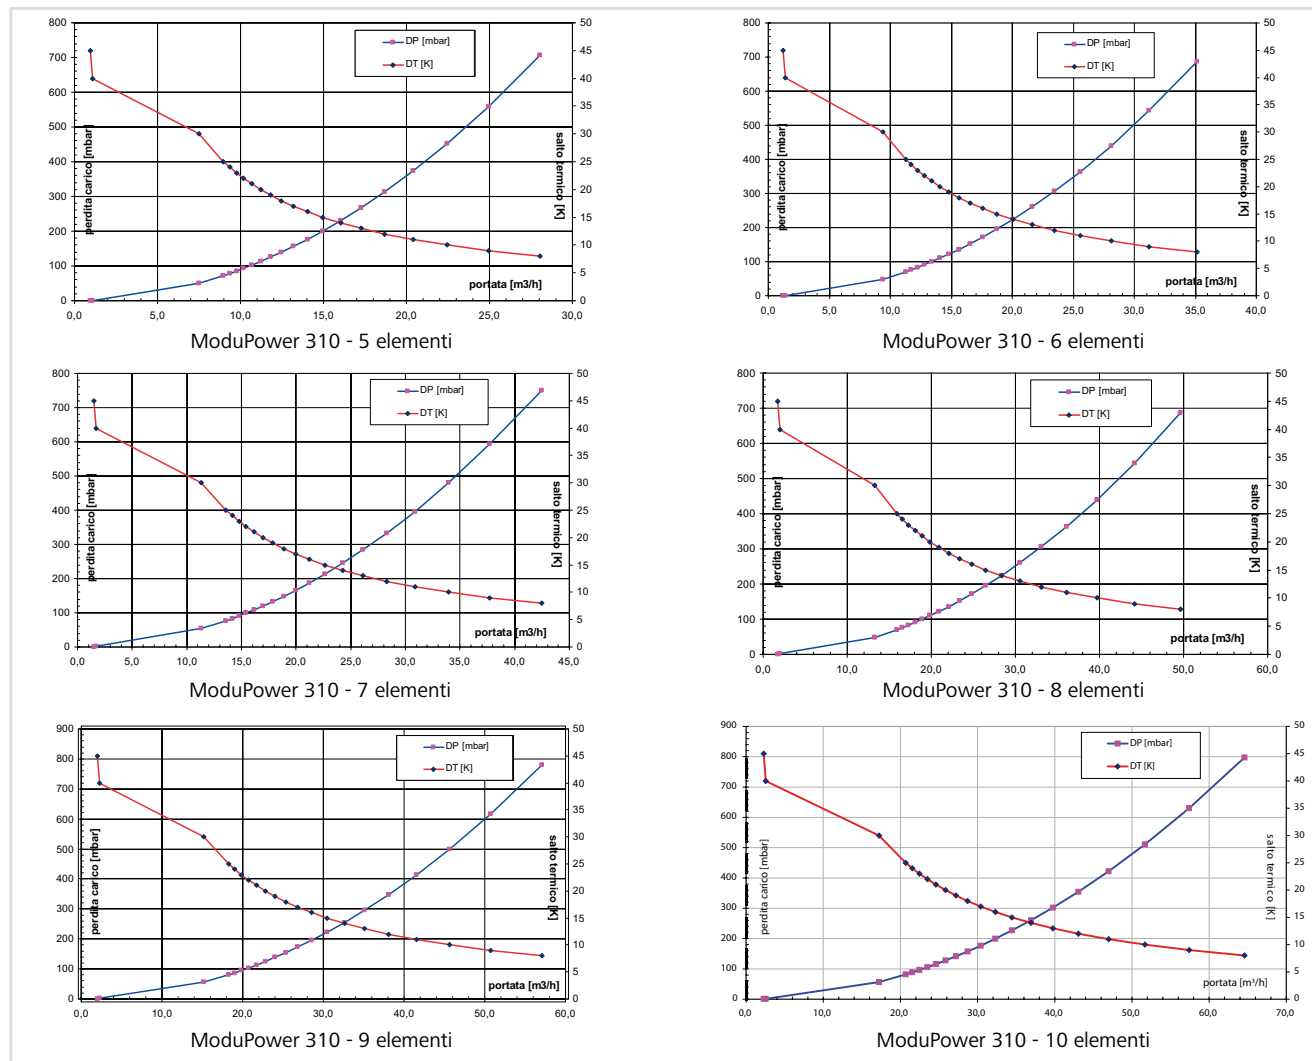 800
700
600
500
400
300
200
100
0
perdita carico [mbar]
DP [mbar]
DT [K]
50
45
40
35
30
25
20
15
10
5
0
salto termico [K]
portata [m3/h]
0,0 5,0 10,0 15,0 20,0 25,0 30,0
ModuPower 310 - 5 elementi
800
700
600
500
400
300
200
100
0
perdita carico [mbar]
DP [mbar]
DT [K]
50
45
40
35
30
25
20
15
10
5
0
salto termico [K]
portata [m3/h]
0,0 5,0 10,0 15,0 20,0 25,0 30,0 35,0 40,0
ModuPower 310 - 6 elementi
800
700
600
500
400
300
200
100
0
perdita carico [mbar]
DP [mbar]
DT [K]
50
45
40
35
30
25
20
15
10
5
0
salto termico [K]
portata [m3/h]
0,0 5,0 10,0 15,0 20,0 25,0 30,0 35,0 40,0 45,0
ModuPower 310 - 7 elementi
800
700
600
500
400
300
200
100
0
perdita carico [mbar]
DP [mbar]
DT [K]
50
45
40
35
30
25
20
15
10
5
0
salto termico [K]
portata [m3/h]
0,0 10,0 20,0 30,0 40,0 50,0 60,0
ModuPower 310 - 8 elementi
900
800
700
600
500
400
300
200
100
0
perdita carico [mbar]
DP [mbar]
DT [K]
50
45
40
35
30
25
20
15
10
5
0
salto termico [K]
portata [m3/h]
0,0 10,0 20,0 30,0 40,0 50,0 60,0
ModuPower 310 - 9 elementi
900
800
700
600
500
400
300
200
100
0
perdita carico [mbar]
DP [mbar]
DT [K]
50
45
40
35
30
25
20
15
10
5
0
salto termico [K]
portata [m³/h]
0,0 10,0 20,0 30,0 40,0 50,0 60,0 70,0
ModuPower 310 - 10 elementi